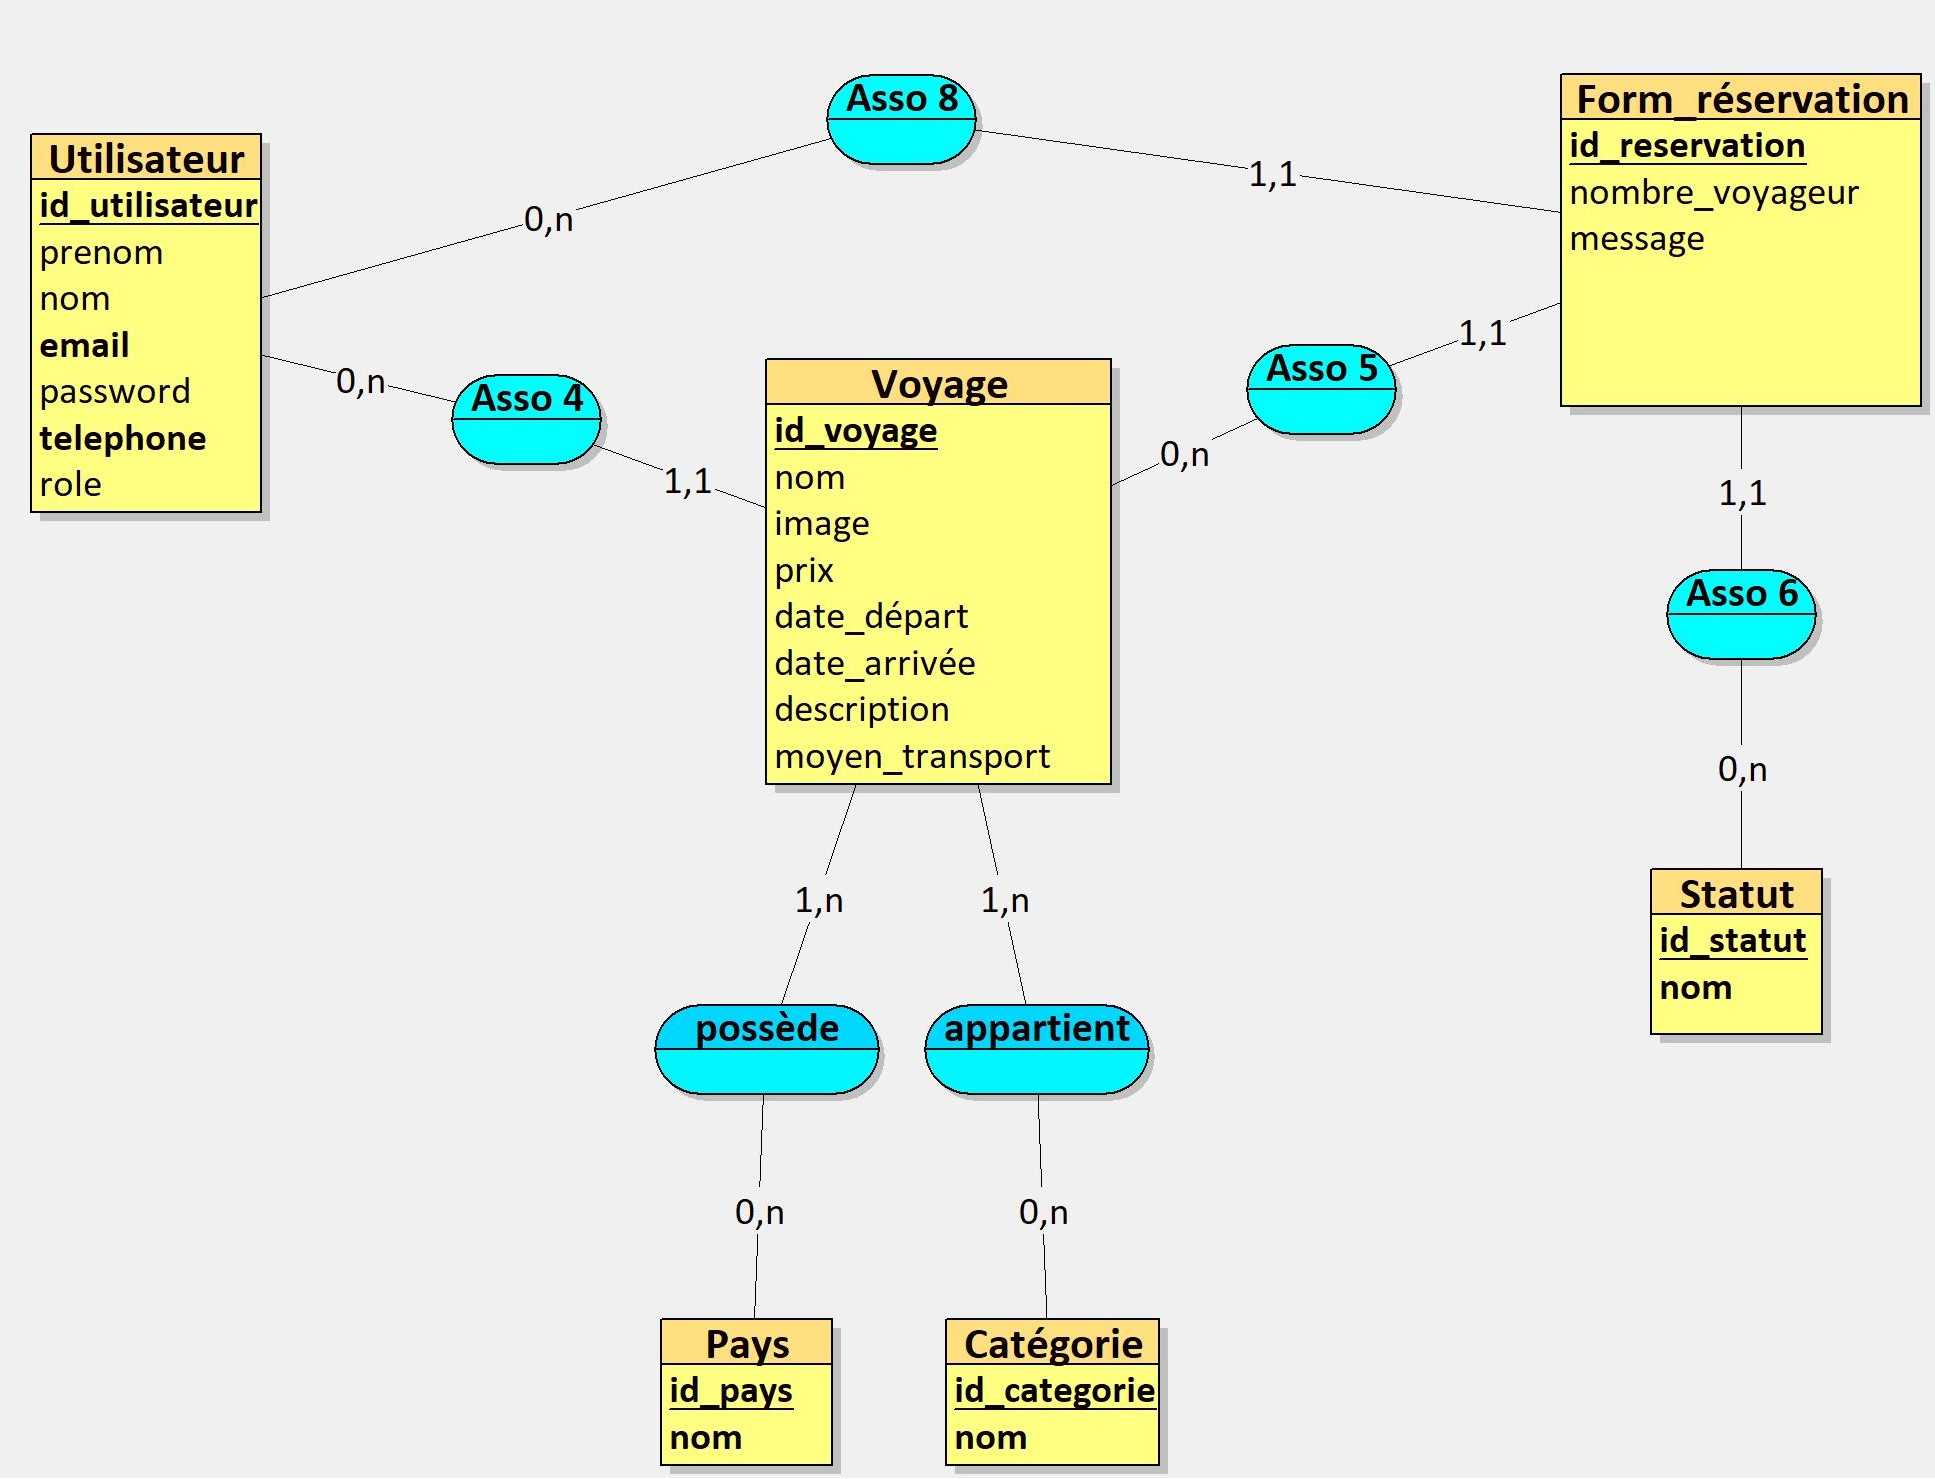 Asso 8
Form_réservation
id_reservation
nombre_voyageur
message
Utilisateur
id_utilisateur
prenom
nom
email
password
telephone
role
0,n
1,1
0,n
Asso 4
1,1
Voyage
id_voyage
nom
image
prix
date_départ
date_arrivée
description
moyen_transport
Asso 5
1,1
0,n
1,1
Asso 6
0,n
Statut
id_statut
nom
1,n
1,n
possède
appartient
0,n
0,n
Pays
id_pays
nom
Catégorie
id_categorie
nom